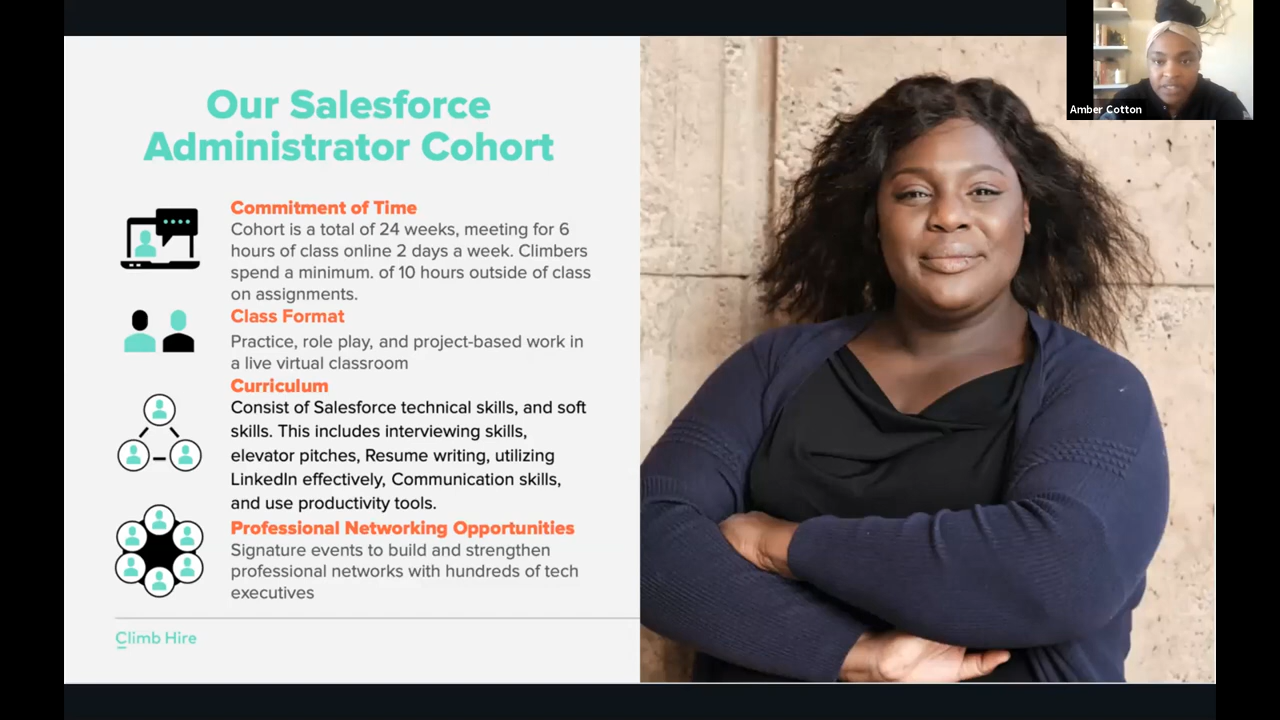 Our Salesforce
Administrator Cohort
Commitment of Time
Cohort is a total of 24 weeks, meeting for 6
hours of class online 2 days a week. Climbers
spend a minimum. of 10 hours outside of class
on assignments.
Class Format
Practice, role play, and project-based work in
a live virtual classroom
Curriculum
Consist of Salesforce technical skills, and soft
skills. This includes interviewing skills,
elevator pitches, Resume writing, utilizing
LinkedIn effectively, Communication skills,
and use productivity tools.
Professional Networking Opportunities
Signature events to build and strengthen
professional networks with hundreds of tech
executives
Climb Hire
Amber Cotton